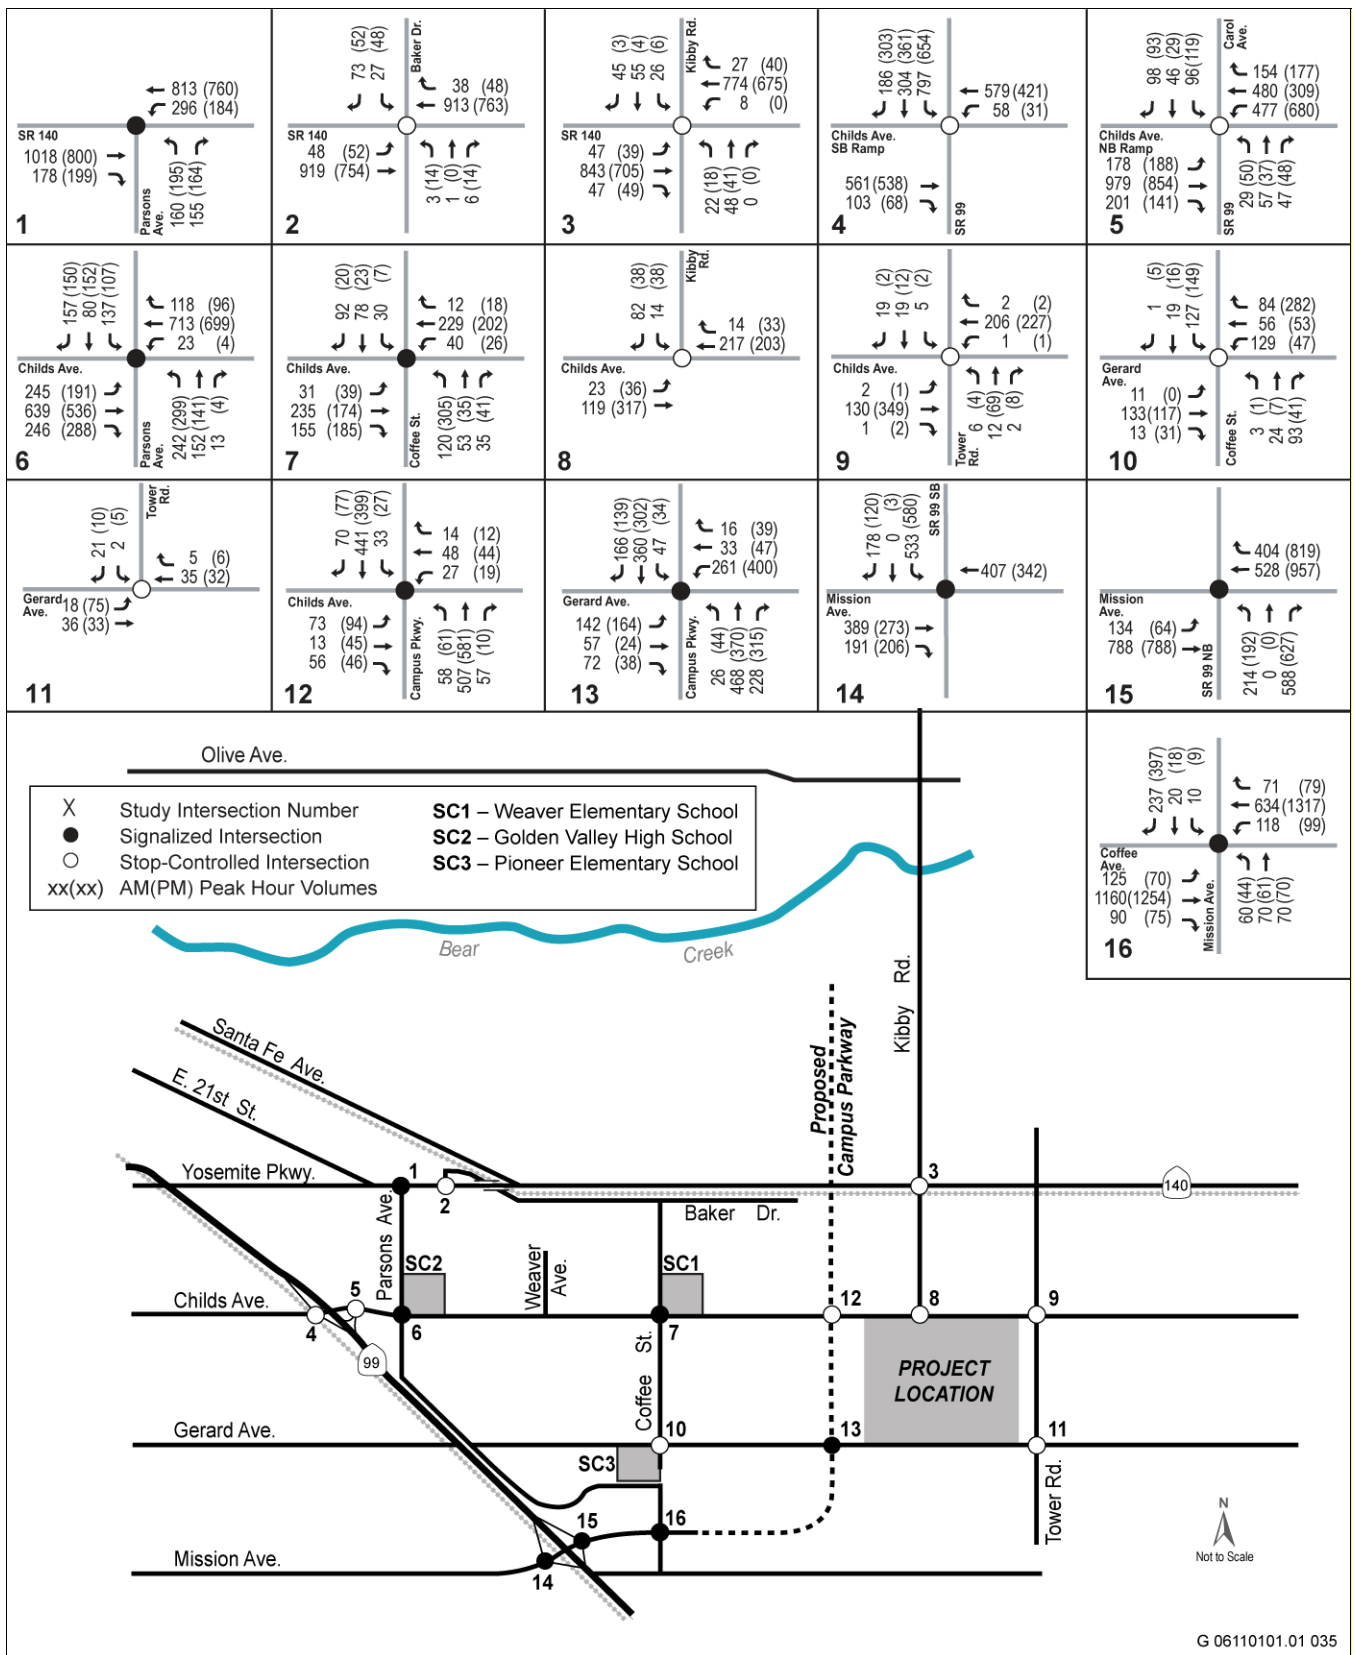 813 (760)
296 (184)
SR 140
1018 (800)
178 (199)
Parsons
Ave.
160 (195)
155 (164)
1
73 (52)
27 (48)
Baker Dr.
38 (48)
913 (763)
SR 140
48 (52)
919 (754)
3 (14)
1 (0)
6 (14)
2
45 (3)
55 (4)
26 (6)
Kibby Rd.
27 (40)
774 (675)
8 (0)
SR 140
47 (39)
843 (705)
47 (49)
22 (18)
48 (41)
0 (0)
3
186 (303)
304 (361)
797 (654)
579 (421)
58 (31)
Childs Ave.
SB Ramp
561 (538)
103 (68)
SR 99
4
98 (93)
46 (29)
96 (119)
Carol
Ave.
154 (177)
480 (309)
477 (680)
Childs Ave.
NB Ramp
178 (188)
979 (854)
201 (141)
SR 99
29 (50)
57 (37)
47 (48)
5
157 (150)
80 (152)
137 (107)
118 (96)
713 (699)
23 (4)
Childs Ave.
245 (191)
639 (536)
246 (288)
Parsons
Ave.
242 (299)
152 (141)
13 (4)
6
92 (20)
78 (23)
30 (7)
12 (18)
229 (202)
40 (26)
Childs Ave.
31 (39)
235 (174)
155 (185)
Coffee St.
120 (305)
53 (35)
35 (41)
7
82 (38)
14 (38)
Kibby
Rd.
14 (33)
217 (203)
Childs Ave.
23 (36)
119 (317)
8
19 (2)
19 (12)
5 (2)
2 (2)
206 (227)
1 (1)
Childs Ave.
2 (1)
130 (349)
1 (2)
Tower
Rd.
6 (4)
12 (69)
2 (8)
9
1 (5)
19 (16)
127 (149)
84 (282)
56 (53)
129 (47)
Gerard
Ave.
11 (0)
133 (117)
13 (31)
Coffee St.
3 (1)
24 (7)
93 (41)
10
21 (10)
2 (5)
Tower
Rd.
5 (6)
35 (32)
Gerard
Ave.
18 (75)
36 (33)
11
70 (77)
441 (399)
33 (27)
14 (12)
48 (44)
27 (19)
Childs Ave.
73 (94)
13 (45)
56 (46)
Campus Pkwy.
58 (61)
507 (581)
57 (10)
12
166 (139)
360 (302)
47 (34)
16 (39)
33 (47)
261 (400)
Gerard Ave.
142 (164)
57 (24)
72 (38)
Campus Pkwy.
26 (44)
468 (370)
228 (315)
13
178 (120)
0 (3)
533 (580)
SR 99 SB
407 (342)
Mission
Ave.
389 (273)
191 (206)
14
404 (819)
528 (957)
Mission
Ave.
134 (64)
788 (788)
SR 99 NB
214 (192)
0 (0)
588 (627)
15
237 (397)
20 (18)
10 (9)
71 (79)
634 (1317)
118 (99)
Coffee
Ave.
125 (70)
1160 (1254)
90 (75)
Mission Ave.
60 (44)
70 (61)
70 (70)
16
Olive Ave.
X Study Intersection Number
Signalized Intersection
Stop-Controlled Intersection
xx(xx) AM(PM) Peak Hour Volumes
SC1 – Weaver Elementary School
SC2 – Golden Valley High School
SC3 – Pioneer Elementary School
Bear Creek
Kibby Rd.
Proposed
Campus Parkway
Santa Fe Ave.
E. 21st St.
Yosemite Pkwy.
1
2
3
140
Baker Dr.
Parsons Ave.
SC2
Weaver
Ave.
SC1
Childs Ave.
4
5
6
7
12
8
9
99
Coffee St.
PROJECT
LOCATION
Gerard Ave.
10
13
11
SC3
Tower Rd.
15
16
14
Mission Ave.
N
Not to Scale
G 06110101.01 035